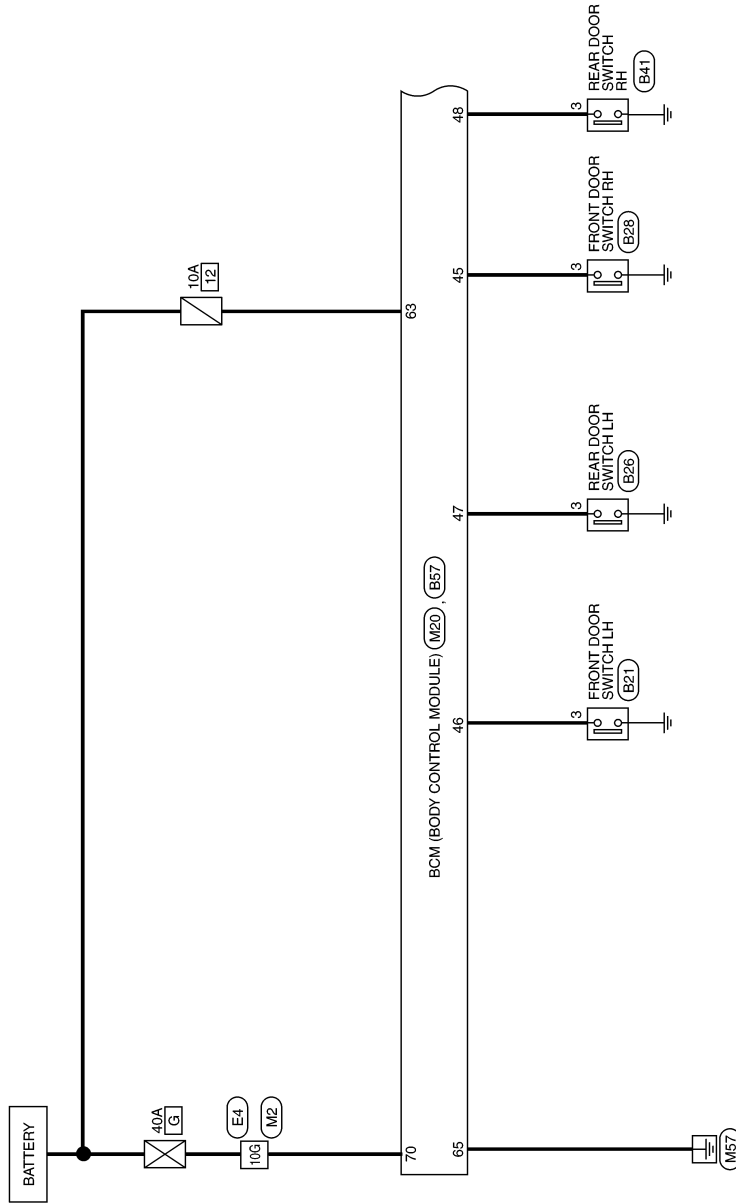 BATTERY
40A
G
10G
E4
M2
10A
12
70
63
BCM (BODY CONTROL MODULE) M20 , B57
65
46
47
45
48
3
3
3
3
FRONT DOOR
SWITCH LH
B21
REAR DOOR
SWITCH LH
B26
FRONT DOOR
SWITCH RH
B28
REAR DOOR
SWITCH
RH
B41
M57